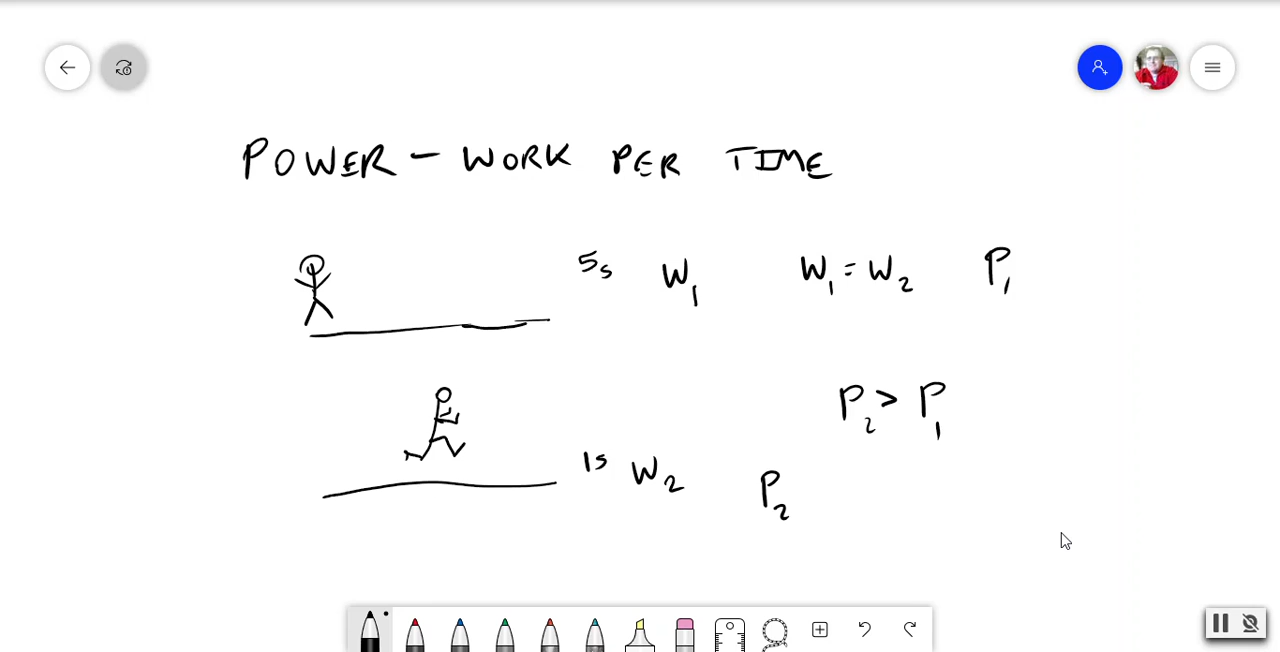 POWER - WORK PER TIME
5s W1 W1 = W2 P1
P2 > P1
1s W2 P2